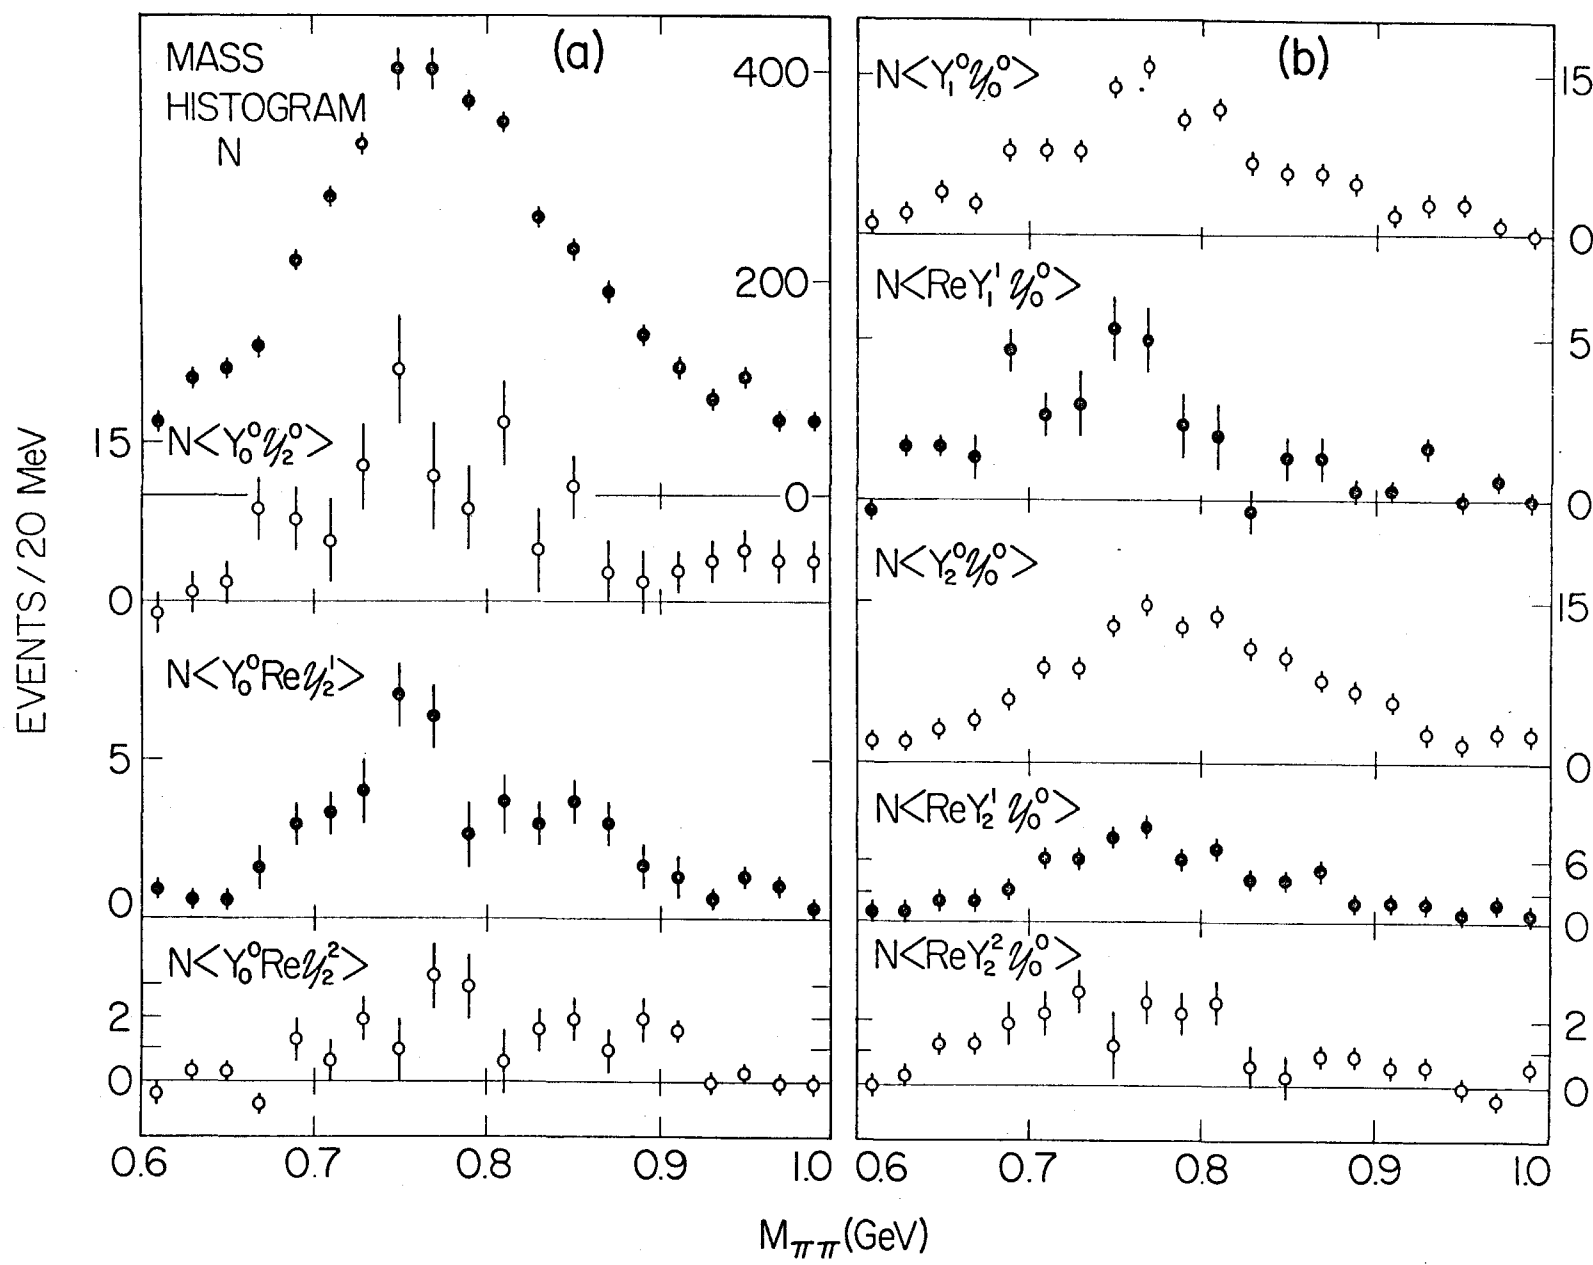 MASS
HISTOGRAM
N
(a)
400
200
0
15
N<Y₀⁰𝒴₂⁰>
0
N<Y₀⁰Re𝒴₂¹>
5
0
N<Y₀⁰Re𝒴₂²>
2
0
0.6 0.7 0.8 0.9 1.0
EVENTS/20 MeV
(b)
N<Y₁⁰𝒴₀⁰>
15
0
N<ReY₁¹𝒴₀⁰>
5
0
N<Y₂⁰𝒴₀⁰>
15
0
N<ReY₂¹𝒴₀⁰>
6
0
N<ReY₂²𝒴₀⁰>
2
0
0.6 0.7 0.8 0.9 1.0
Mππ(GeV)